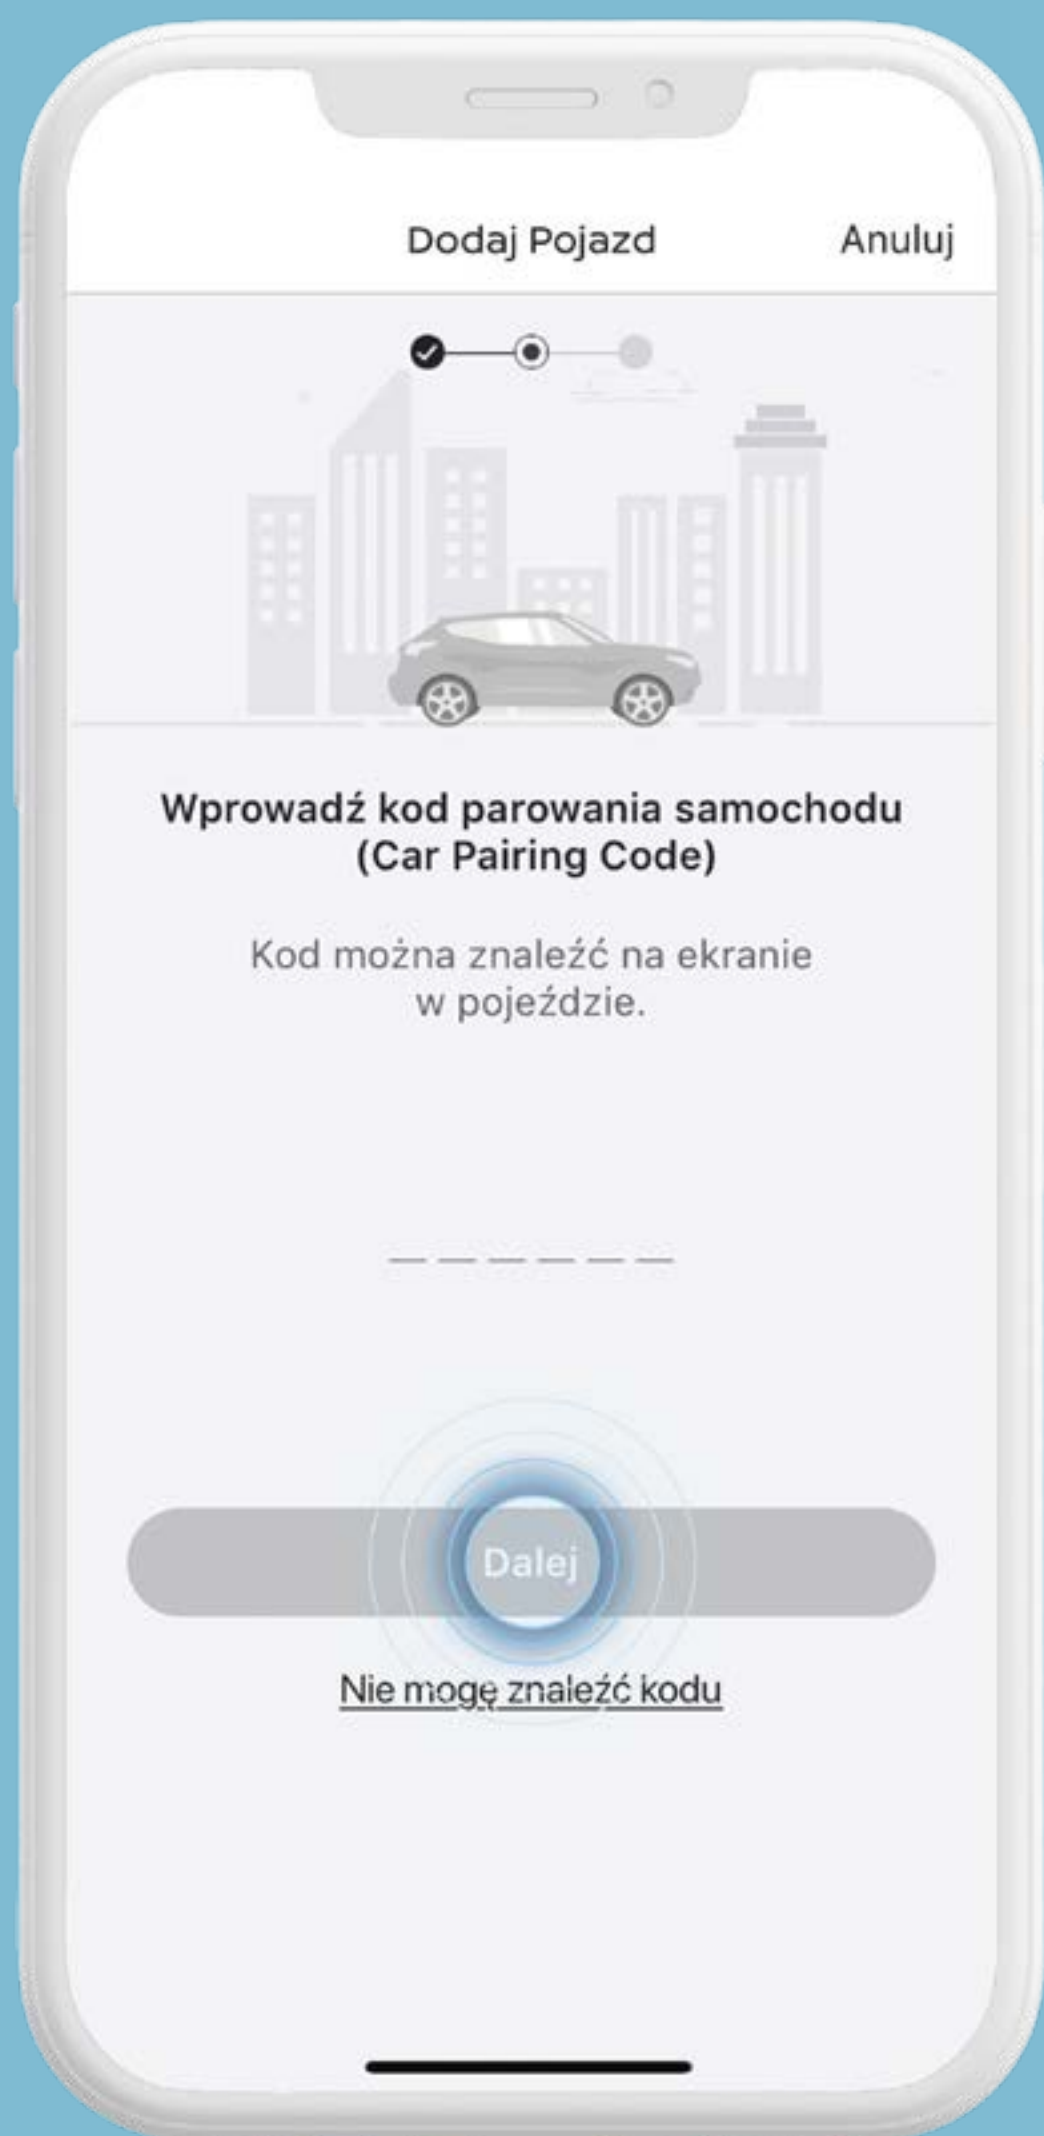 Dodaj Pojazd
Anuluj
Wprowadź kod parowania samochodu
(Car Pairing Code)
Kod można znaleźć na ekranie
w pojeździe.
Dalej
Nie mogę znaleźć kodu